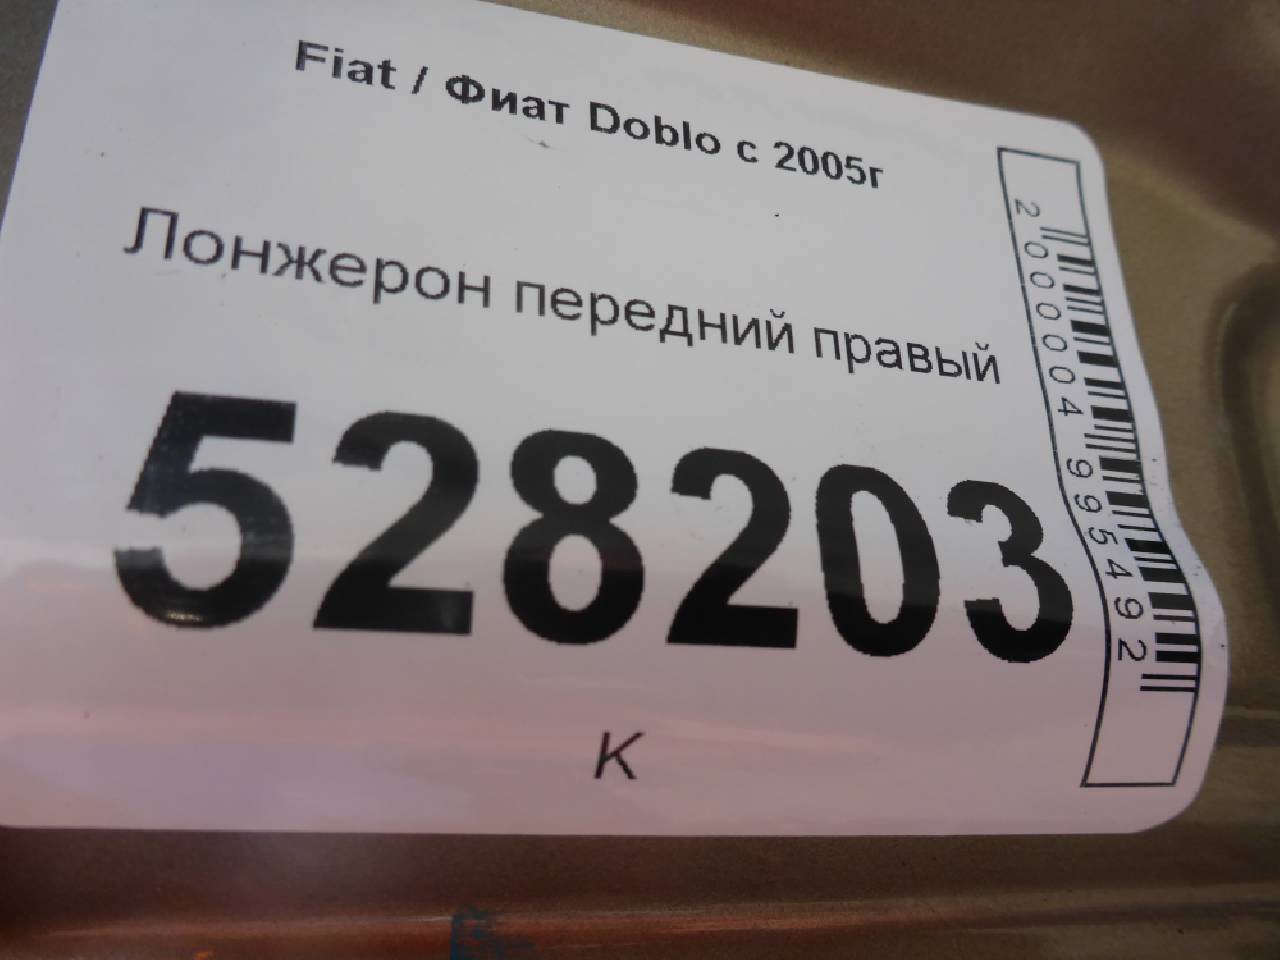 Fiat / Фиат Doblo с 2005г
Лонжерон передний правый
528203
К
2000004995492